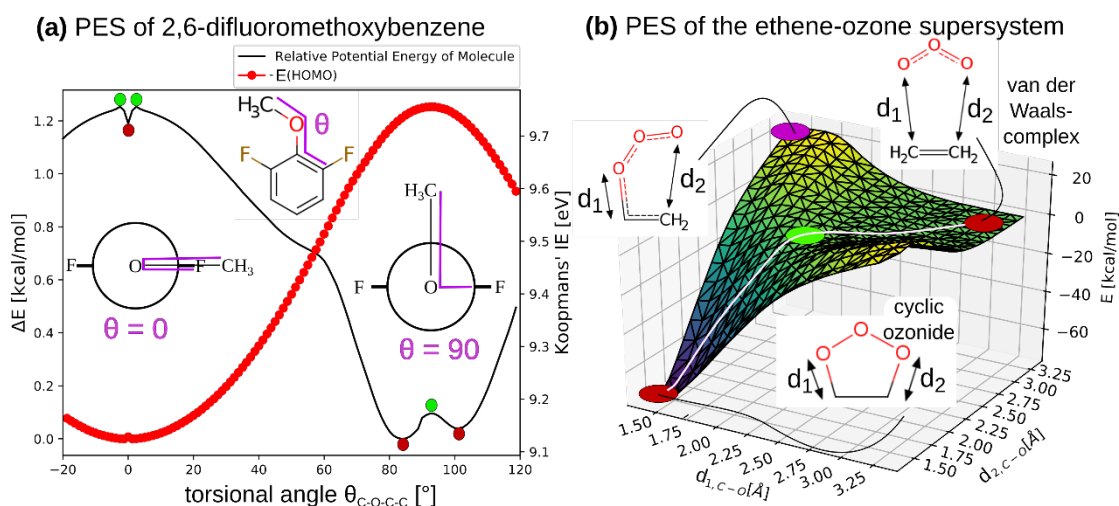 (a) PES of 2,6-difluoromethoxybenzene
Relative Potential Energy of Molecule
E(HOMO)
ΔE [kcal/mol]
1.2
1.0
0.8
0.6
0.4
0.2
0.0
−20 0 20 40 60 80 100 120
torsional angle θC-O-C-C [°]
Koopmans' IE [eV]
9.7
9.6
9.5
9.4
9.3
9.2
9.1
H3C
O
θ
F
F
F O F CH3
θ = 0
CH3
F O F
θ = 90
(b) PES of the ethene-ozone supersystem
O O O
d1 d2
H2C CH2
van der
Waals-
complex
O O O
d1 d2
CH2
cyclic
ozonide
O O O
d1 d2
E [kcal/mol]
20
0
−20
−40
−60
1.50 1.75 2.00 2.25 2.50 2.75 3.00 3.25
d1,C−O[Å]
1.50 1.75 2.00 2.25 2.50 2.75 3.00 3.25
d2,C−O[Å]